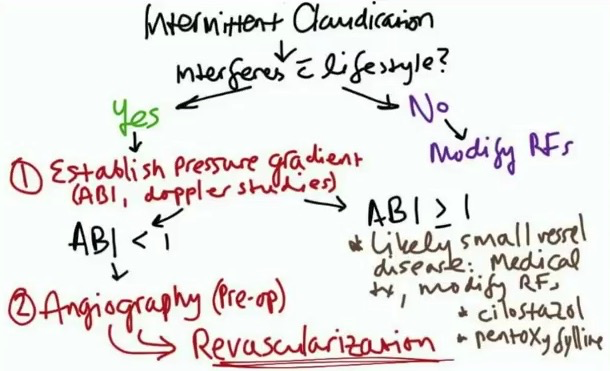 Intermittent Claudication
Interferes c̄ lifestyle?
Yes
No
Modify RFs
① Establish Pressure gradient
(ABI, doppler studies)
ABI < 1
ABI ≥ 1
* Likely small vessel
disease: Medical
tx, modify RFs
* cilostazol
* pentoxyfylline
② Angiography (Pre-op)
Revascularization